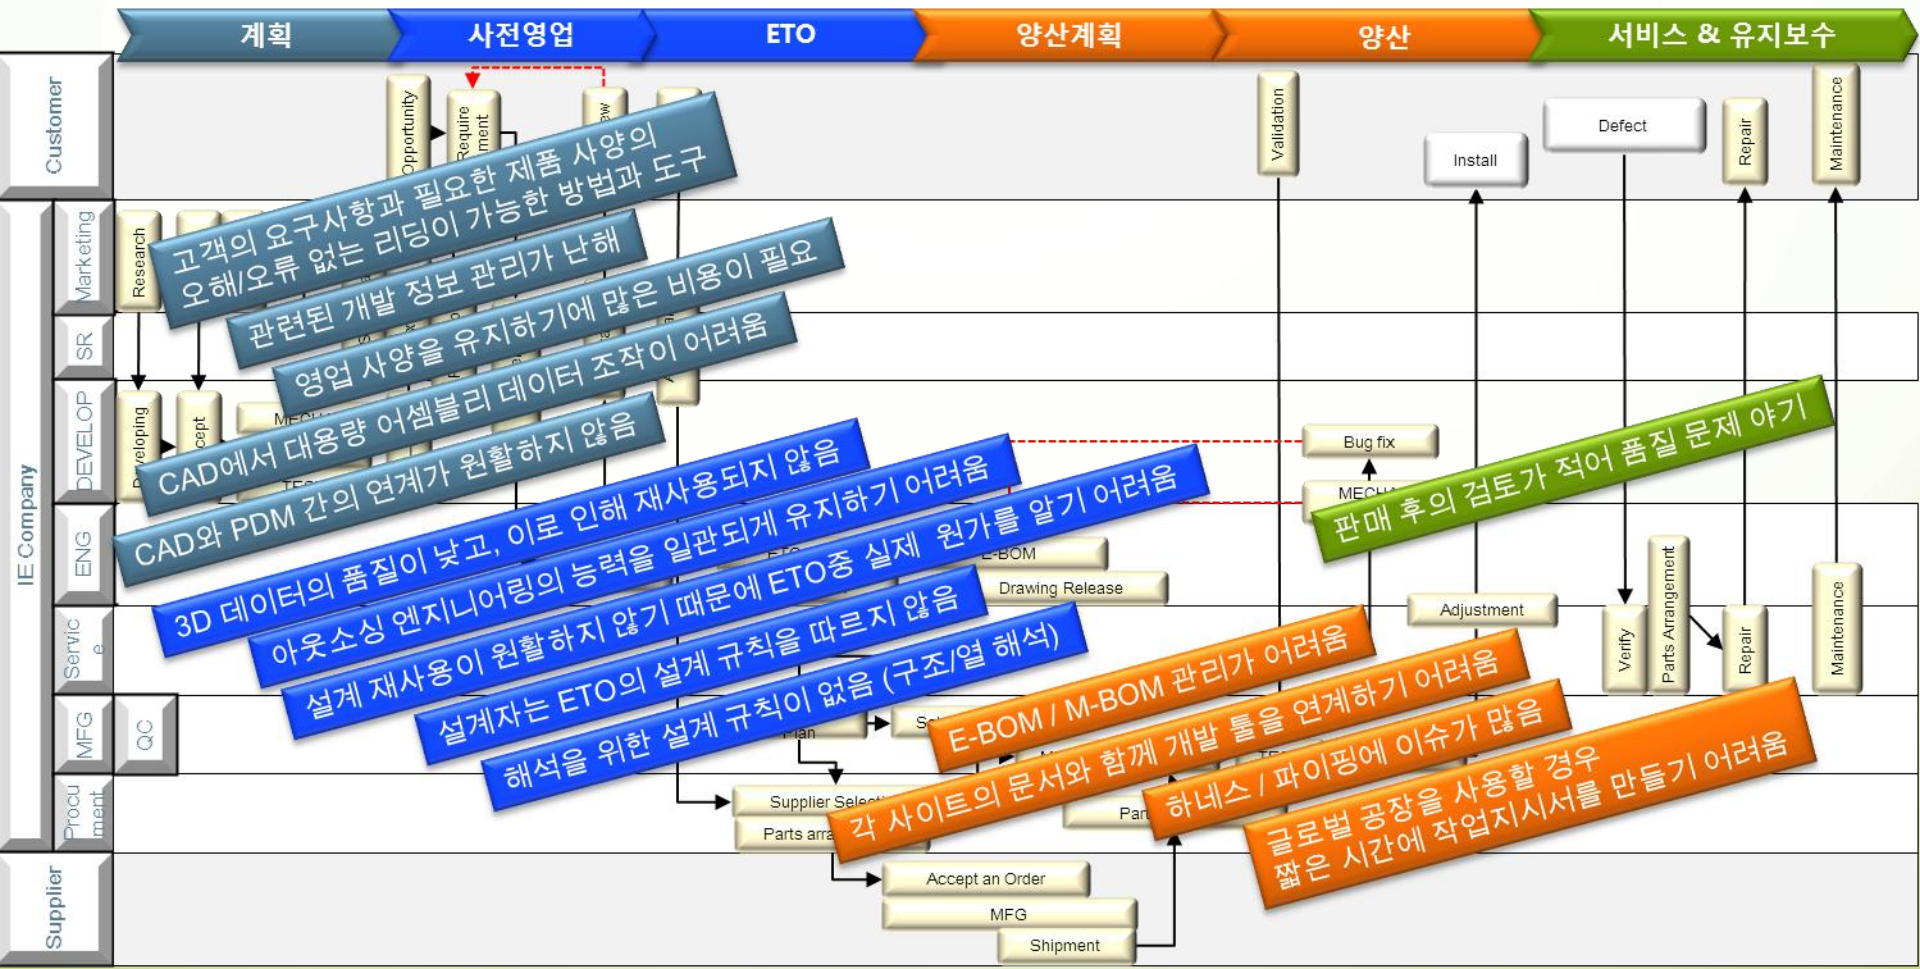 계획
사전영업
ETO
양산계획
양산
서비스 & 유지보수
Customer
Opportunity
Require
ment
Validation
Install
Defect
Repair
Maintenance
고객의 요구사항과 필요한 제품 사양의
오해/오류 없는 리딩이 가능한 방법과 도구
관련된 개발 정보 관리가 난해
영업 사양을 유지하기에 많은 비용이 필요
CAD에서 대용량 어셈블리 데이터 조작이 어려움
CAD와 PDM 간의 연계가 원활하지 않음
IE Company
Marketing
Research
SR
DEVELOP
ENG
Servic
e
MFG
QC
Procu
ment
Supplier
3D 데이터의 품질이 낮고, 이로 인해 재사용되지 않음
아웃소싱 엔지니어링의 능력을 일관되게 유지하기 어려움
설계 재사용이 원활하지 않기 때문에 ETO중 실제 원가를 알기 어려움
설계자는 ETO의 설계 규칙을 따르지 않음
해석을 위한 설계 규칙이 없음 (구조/열 해석)
Bug fix
판매 후의 검토가 적어 품질 문제 야기
E-BOM
Drawing Release
Adjustment
Verify
Parts Arrangement
Repair
Maintenance
E-BOM / M-BOM 관리가 어려움
각 사이트의 문서와 함께 개발 툴을 연계하기 어려움
하네스 / 파이핑에 이슈가 많음
글로벌 공장을 사용할 경우
짧은 시간에 작업지시서를 만들기 어려움
Supplier
Parts
Accept an Order
MFG
Shipment